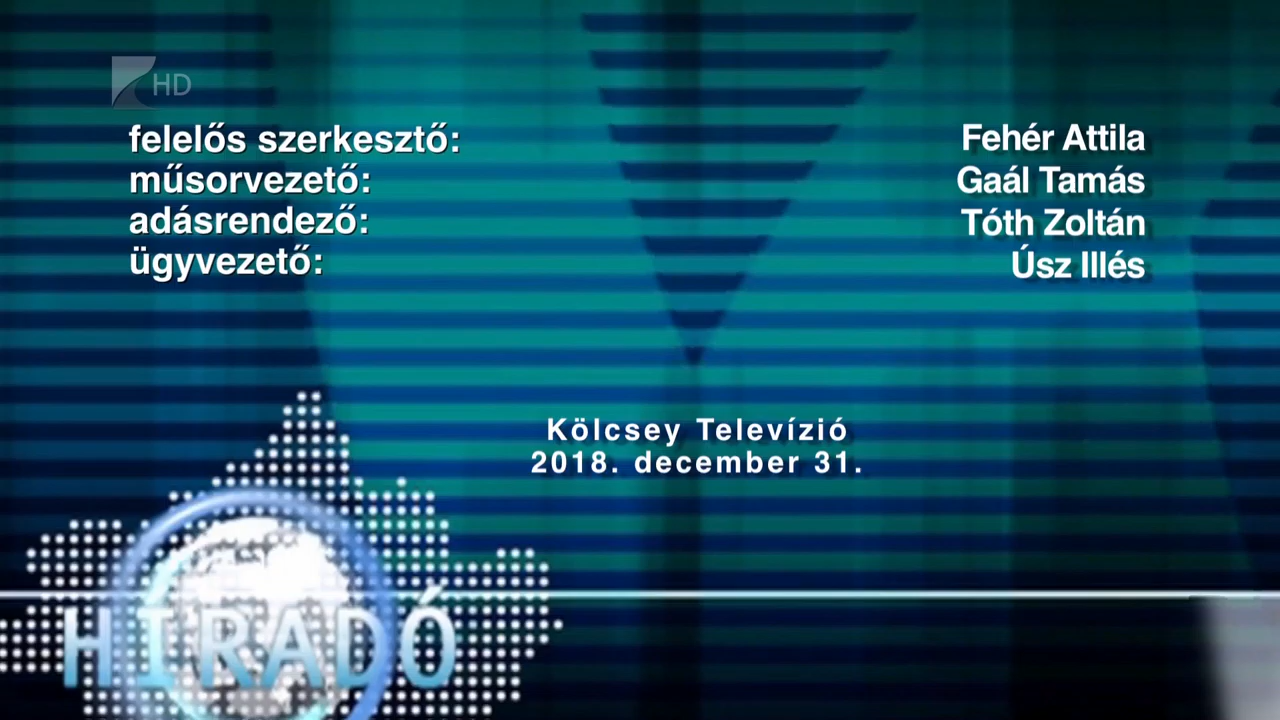 HD
felelős szerkesztő: Fehér Attila
műsorvezető: Gaál Tamás
adásrendező: Tóth Zoltán
ügyvezető: Úsz Illés
Kölcsey Televízió
2018. december 31.
HÍRADÓ